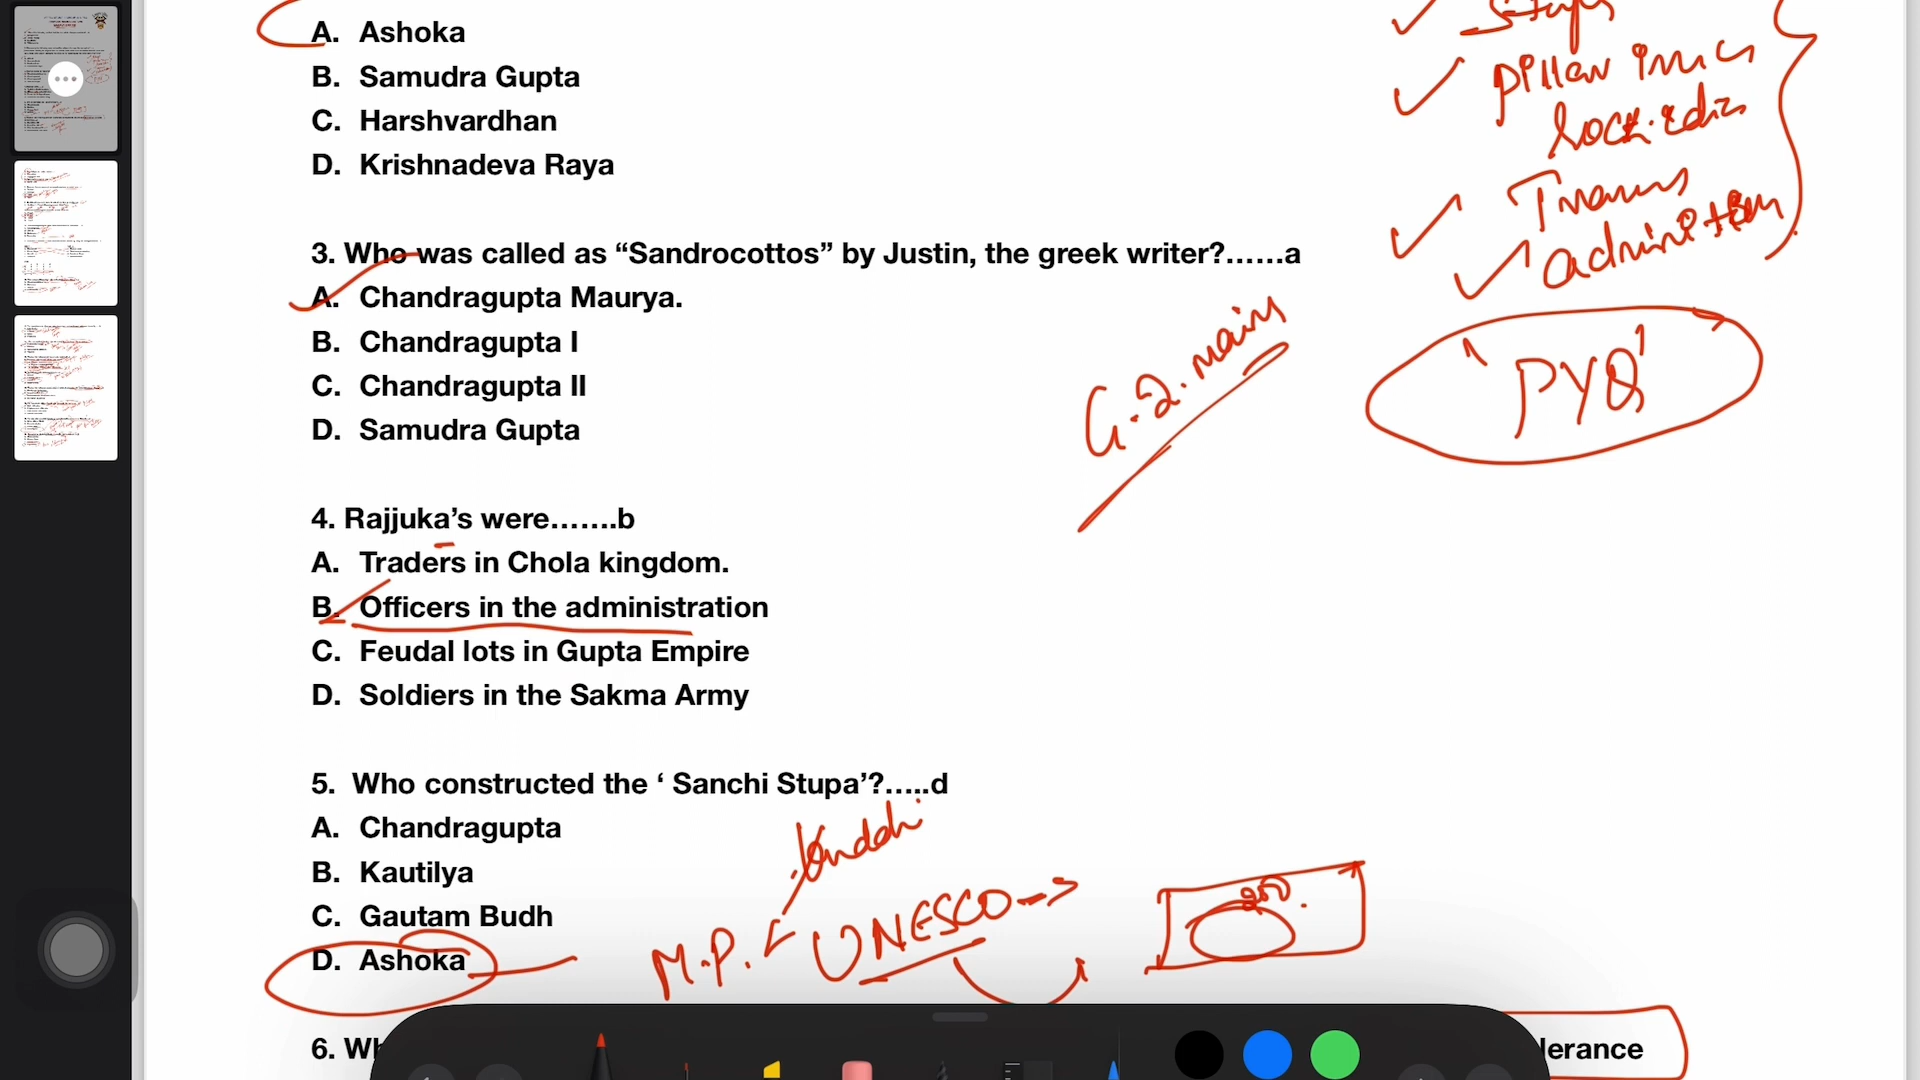 A. Ashoka
B. Samudra Gupta
C. Harshvardhan
D. Krishnadeva Raya
3. Who was called as “Sandrocottos” by Justin, the greek writer?……a
A. Chandragupta Maurya.
B. Chandragupta I
C. Chandragupta II
D. Samudra Gupta
4. Rajjuka’s were…….b
A. Traders in Chola kingdom.
B. Officers in the administration
C. Feudal lots in Gupta Empire
D. Soldiers in the Sakma Army
5. Who constructed the ‘ Sanchi Stupa’?…..d
A. Chandragupta
B. Kautilya
C. Gautam Budh
D. Ashoka
6. Wh
lerance
pillar
G.2.mains
'PYQ'
M.P. UNESCO
200.